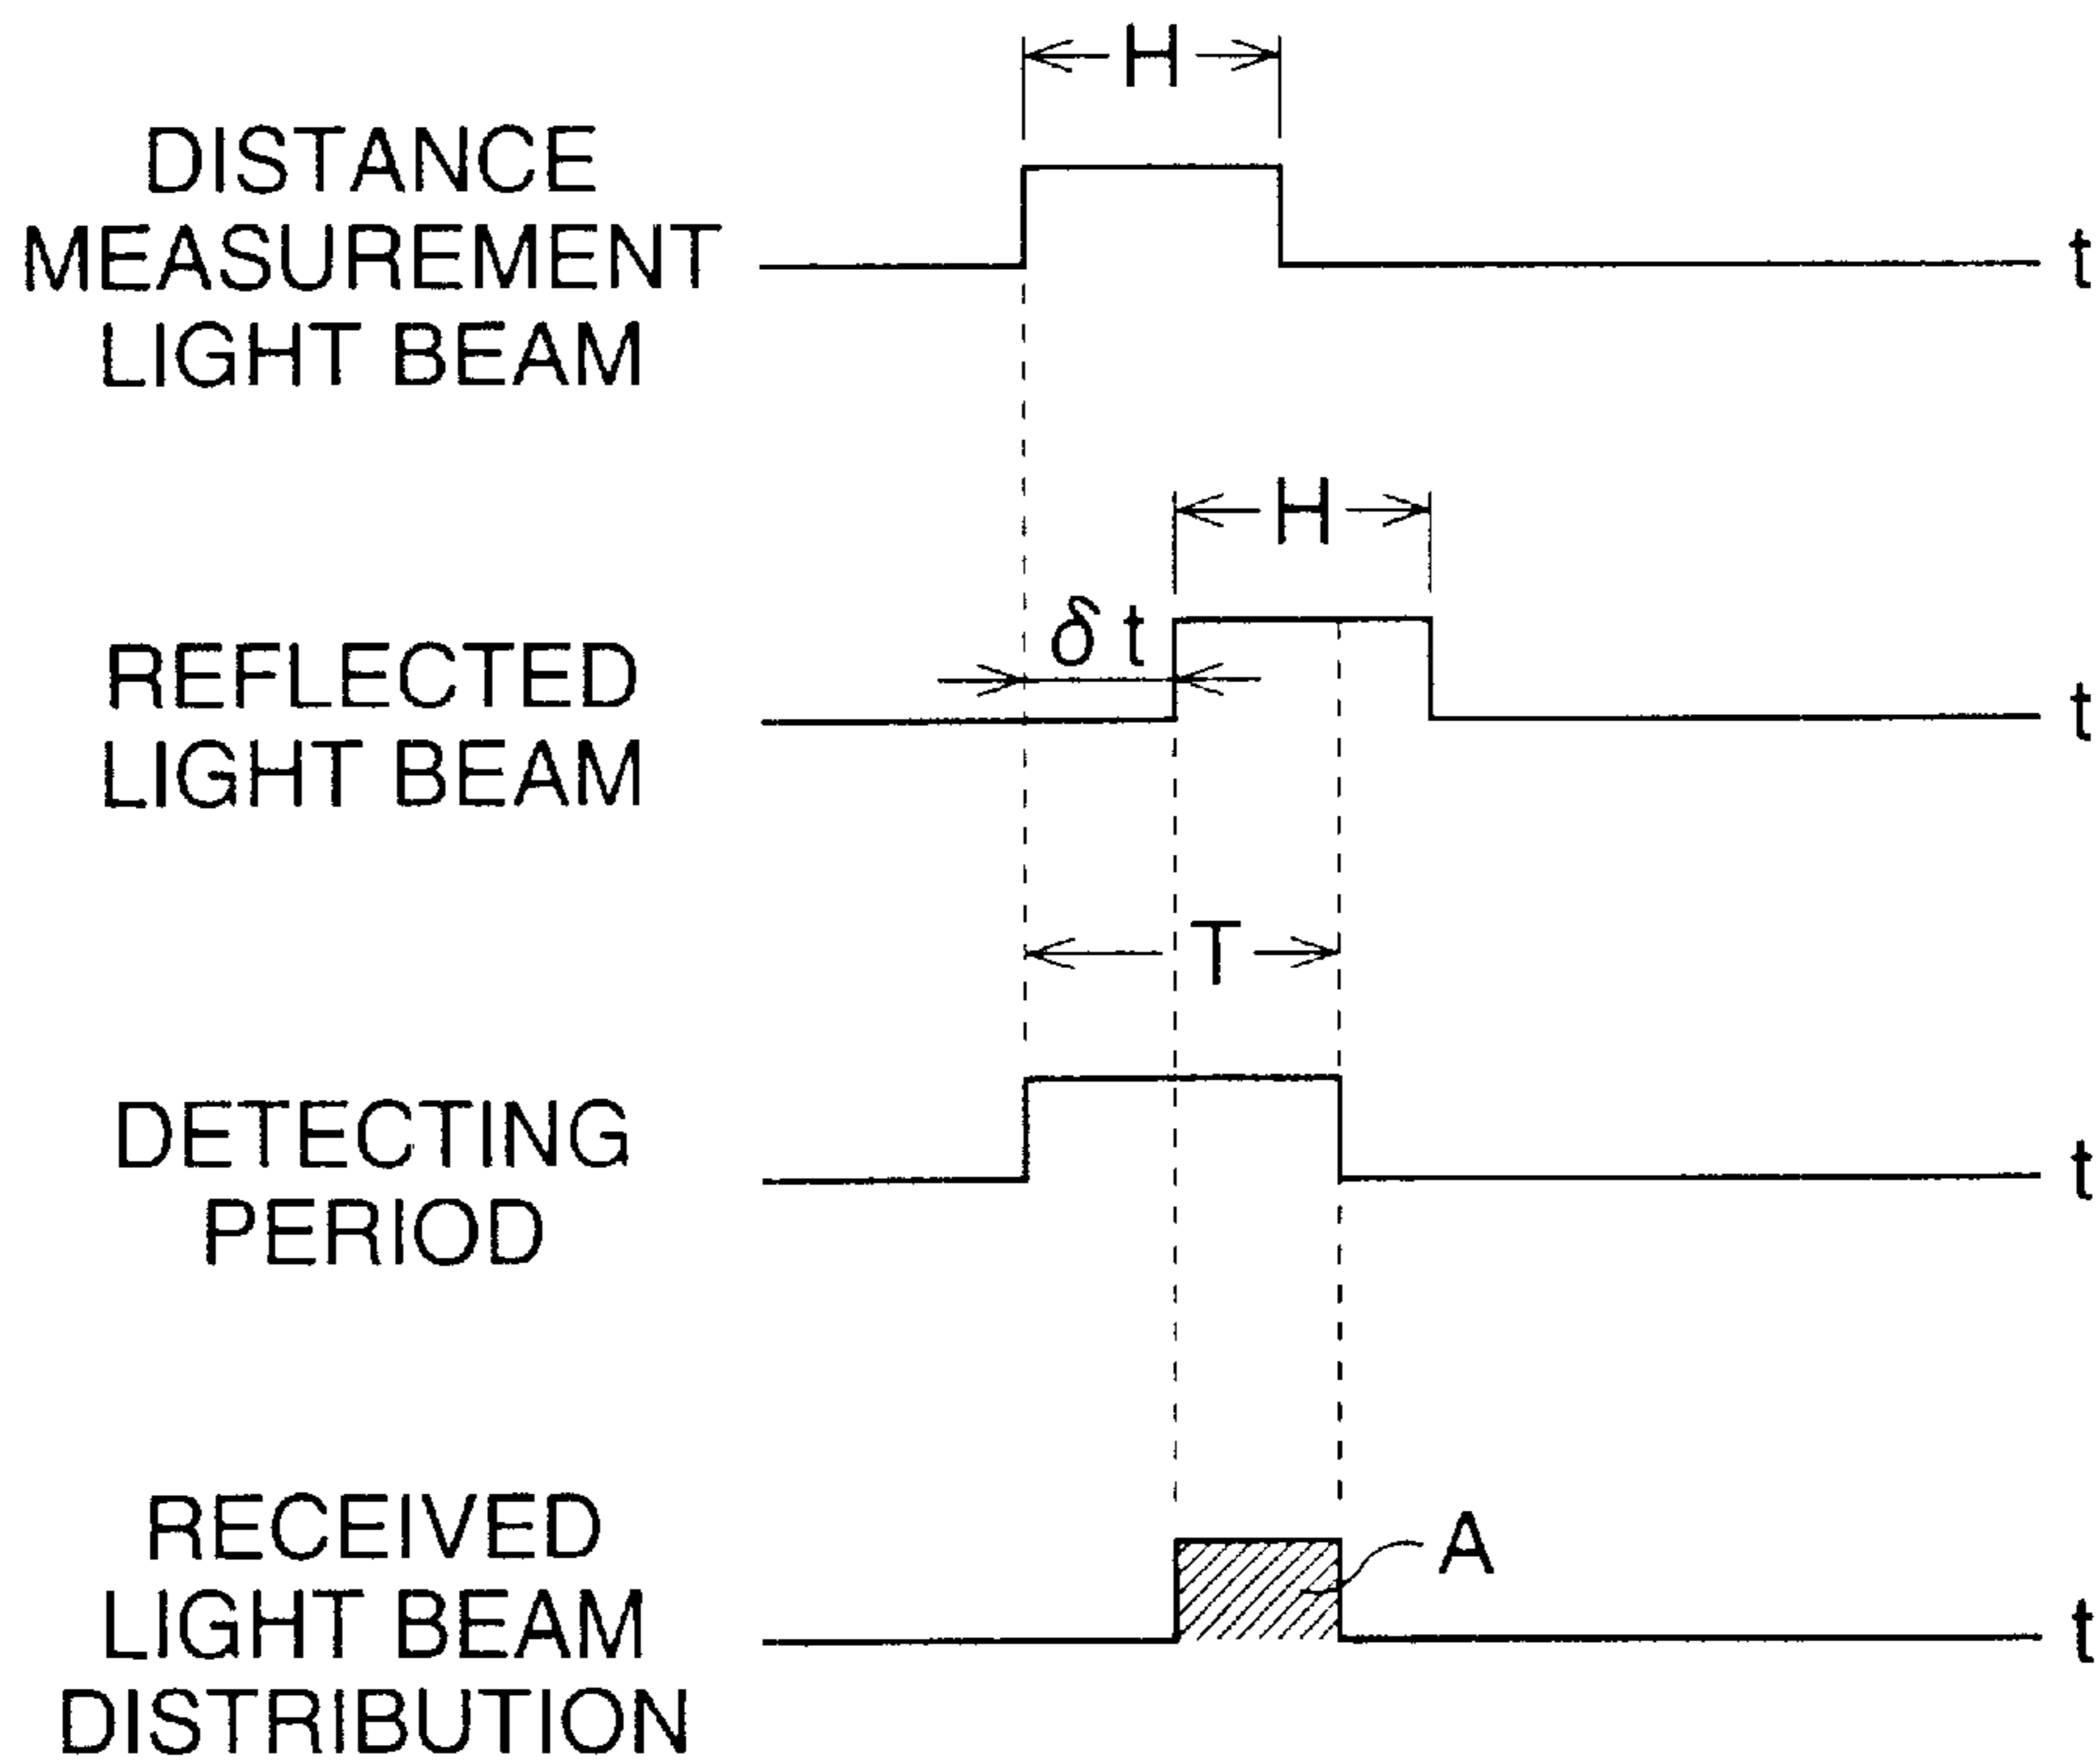 H
DISTANCE
MEASUREMENT
LIGHT BEAM
t
H
δ t
REFLECTED
LIGHT BEAM
t
T
DETECTING
PERIOD
t
RECEIVED
LIGHT BEAM
DISTRIBUTION
A
t